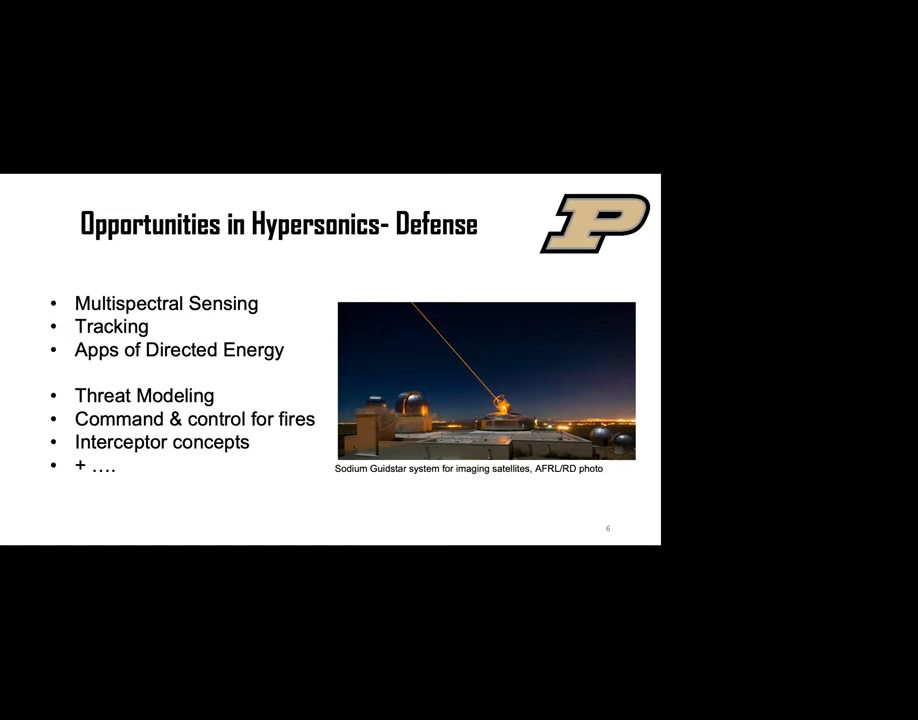 Opportunities in Hypersonics- Defense
P
• Multispectral Sensing
• Tracking
• Apps of Directed Energy
• Threat Modeling
• Command & control for fires
• Interceptor concepts
• + ....
Sodium Guidstar system for imaging satellites, AFRL/RD photo
6